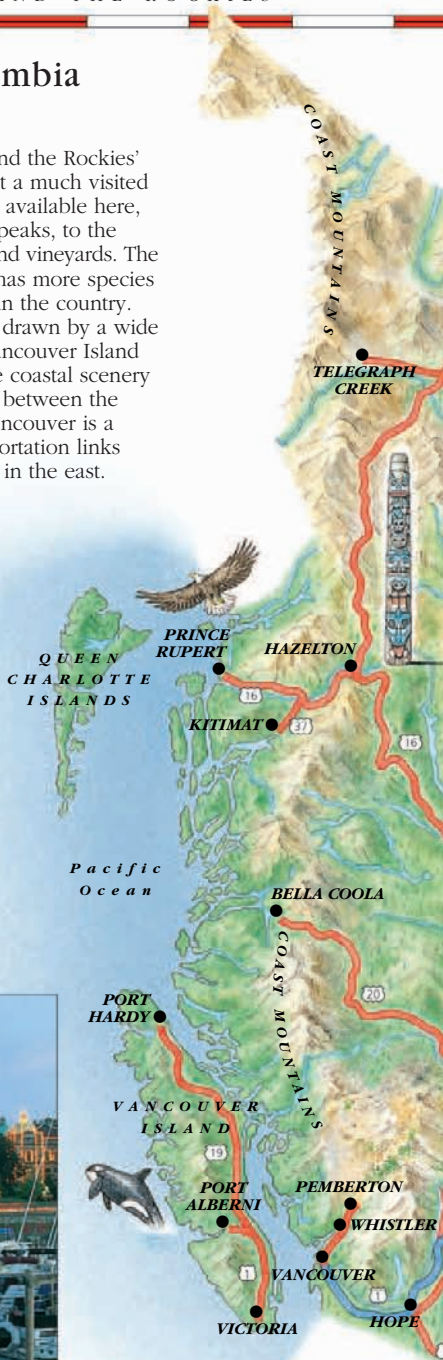 mbia
nd the Rockies’
t a much visited
available here,
peaks, to the
nd vineyards. The
has more species
in the country.
drawn by a wide
ancouver Island
e coastal scenery
between the
ancouver is a
ortation links
in the east.
COAST MOUNTAINS
TELEGRAPH
CREEK
PRINCE
RUPERT
HAZELTON
QUEEN
CHARLOTTE
ISLANDS
16
KITIMAT
37
16
Pacific
Ocean
BELLA COOLA
COAST MOUNTAINS
20
PORT
HARDY
VANCOUVER
ISLAND
19
PORT
ALBERNI
PEMBERTON
WHISTLER
VANCOUVER
1
1
HOPE
VICTORIA